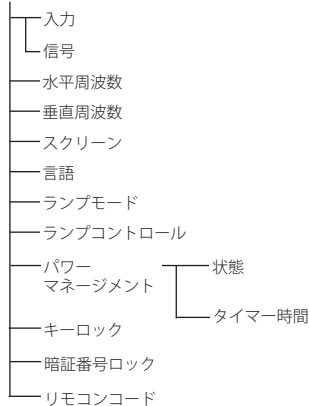 入力
信号
水平周波数
垂直周波数
スクリーン
言語
ランプモード
ランプコントロール
パワー
マネージメント
状態
タイマー時間
キーロック
暗証番号ロック
リモコンコード